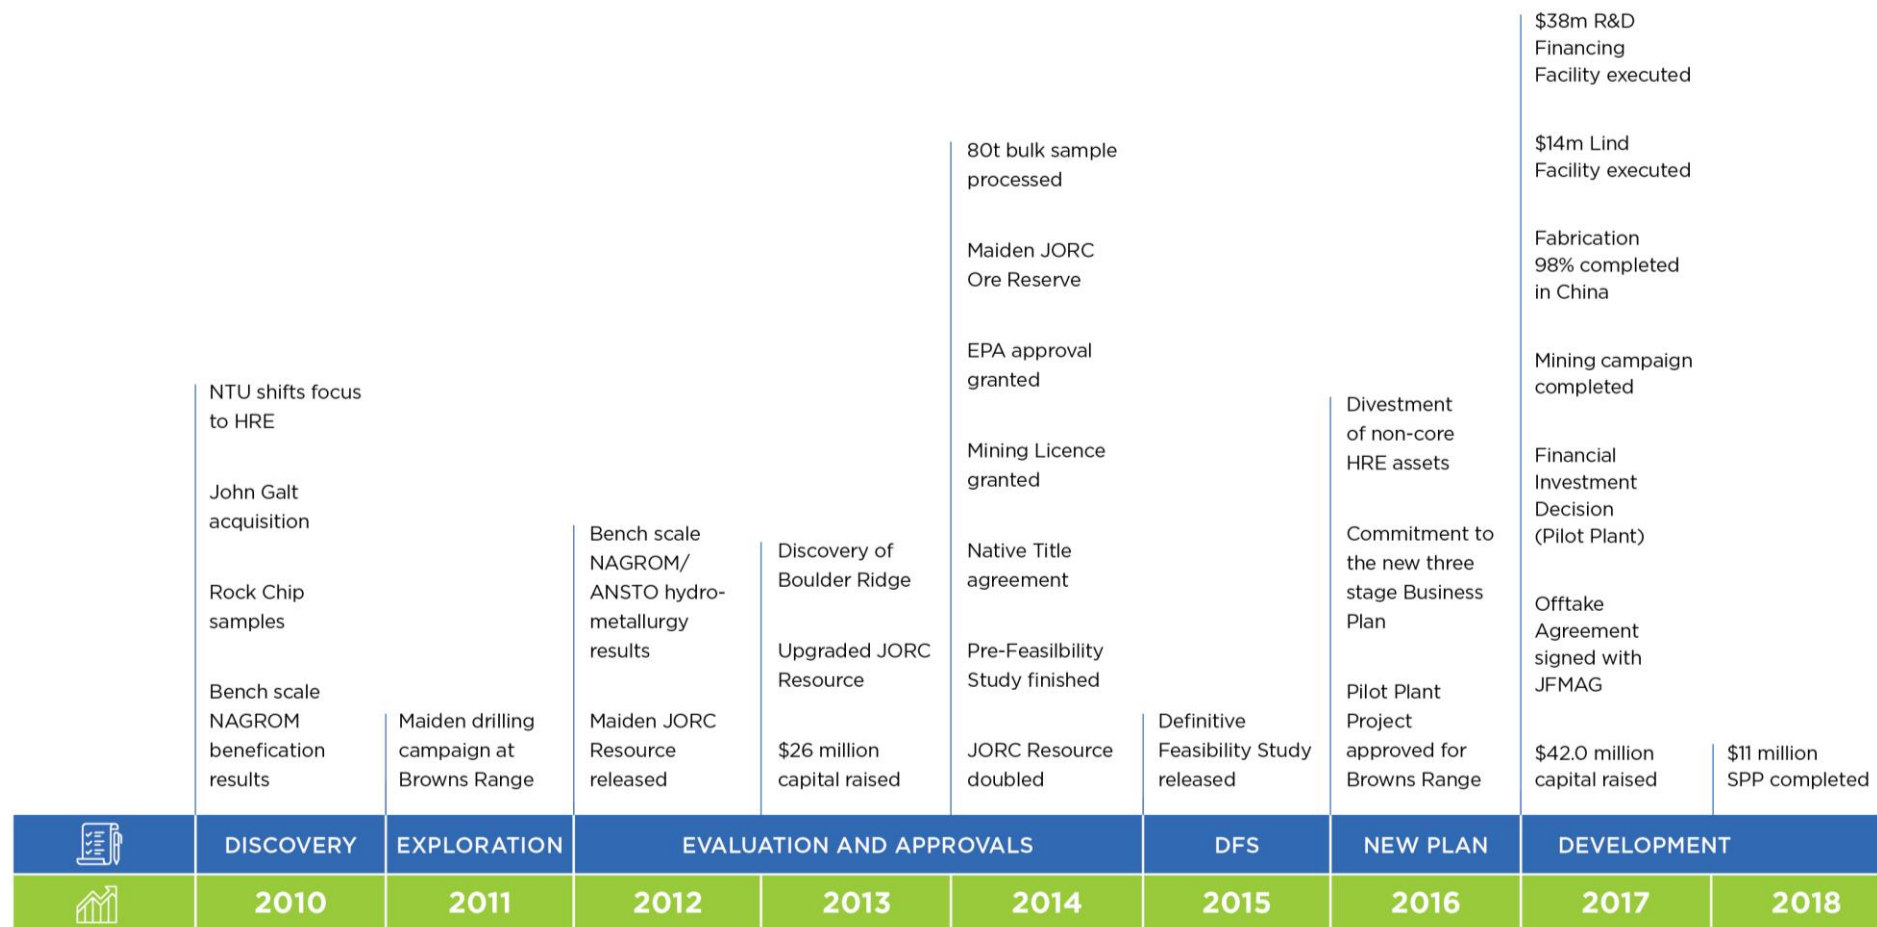 NTU shifts focus
to HRE
John Galt
acquisition
Rock Chip
samples
Bench scale
NAGROM
benefication
results
Maiden drilling
campaign at
Browns Range
Bench scale
NAGROM/
ANSTO hydro-
metallurgy
results
Maiden JORC
Resource
released
Discovery of
Boulder Ridge
Upgraded JORC
Resource
$26 million
capital raised
80t bulk sample
processed
Maiden JORC
Ore Reserve
EPA approval
granted
Mining Licence
granted
Native Title
agreement
Pre-Feasilbility
Study finished
JORC Resource
doubled
Definitive
Feasibility Study
released
Divestment
of non-core
HRE assets
Commitment to
the new three
stage Business
Plan
Pilot Plant
Project
approved for
Browns Range
$38m R&D
Financing
Facility executed
$14m Lind
Facility executed
Fabrication
98% completed
in China
Mining campaign
completed
Financial
Investment
Decision
(Pilot Plant)
Offtake
Agreement
signed with
JFMAG
$42.0 million
capital raised
$11 million
SPP completed
DISCOVERY
EXPLORATION
EVALUATION AND APPROVALS
DFS
NEW PLAN
DEVELOPMENT
2010
2011
2012
2013
2014
2015
2016
2017
2018